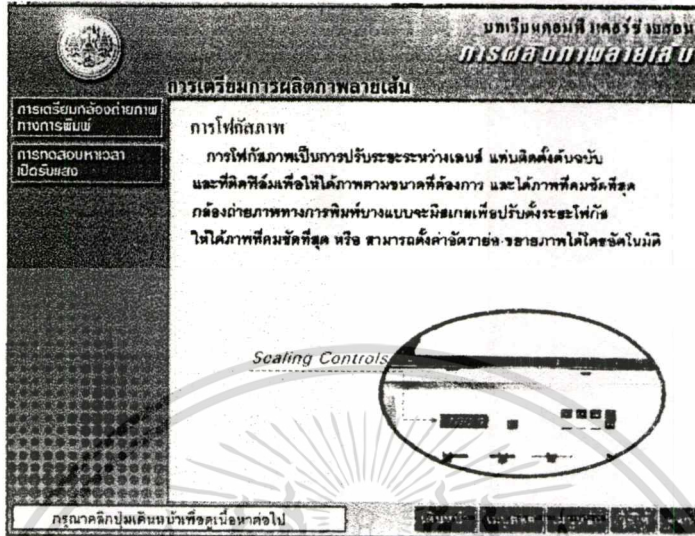 บทเรียนคอมพิวเตอร์ช่วยสอน
การผลิตภาพลายเส้น
การเตรียมการผลิตภาพลายเส้น
การเตรียมกล้องถ่ายภาพ
ทางการพิมพ์
การทดสอบหาเวลา
เปิดรับแสง
การโฟกัสภาพ
การโฟกัสภาพเป็นการปรับระยะระหว่างเลนส์ แท่นติดตั้งต้นฉบับ
และที่ติดฟิล์มเพื่อให้ได้ภาพตามขนาดที่ต้องการ และได้ภาพที่คมชัดที่สุด
กล้องถ่ายภาพทางการพิมพ์บางแบบจะมีสเกลเพื่อปรับตั้งระยะโฟกัส
ให้ได้ภาพที่คมชัดที่สุด หรือ สามารถตั้งค่าอัตราย่อ-ขยายภาพได้โดยอัตโนมัติ
Scaling Controls
กรุณาคลิกปุ่มเดินหน้าเพื่อดูเนื้อหาต่อไป